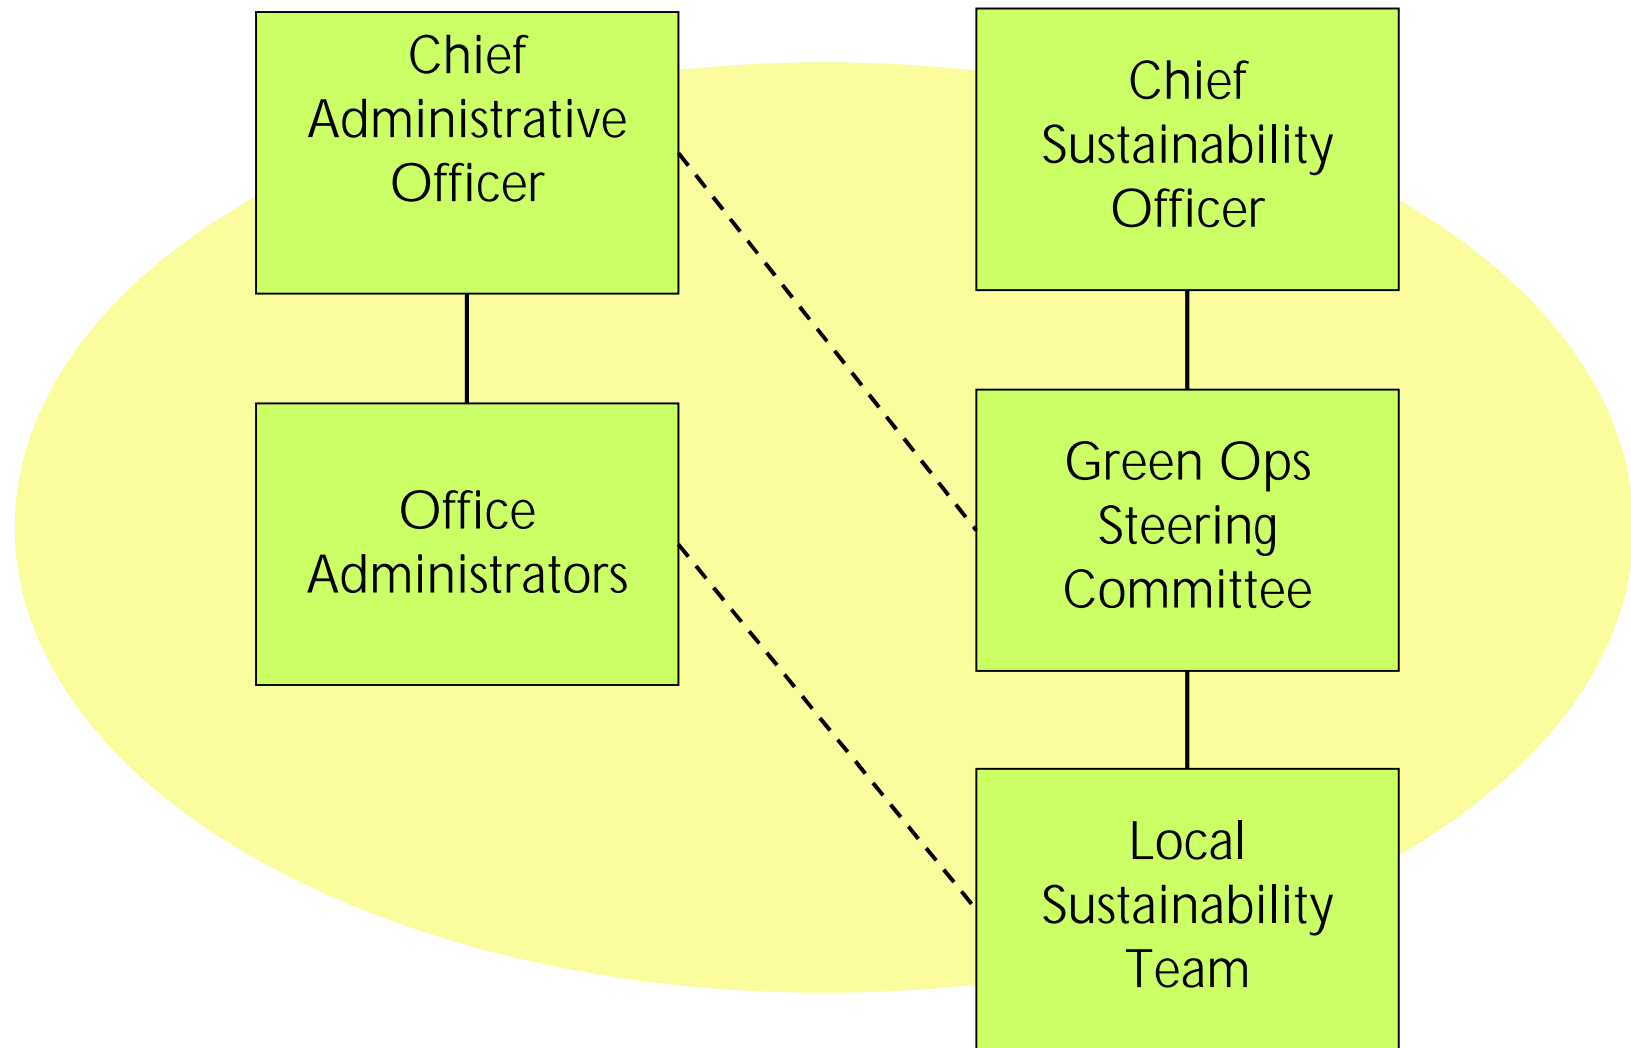 Chief
Administrative
Officer
Chief
Sustainability
Officer
Office
Administrators
Green Ops
Steering
Committee
Local
Sustainability
Team